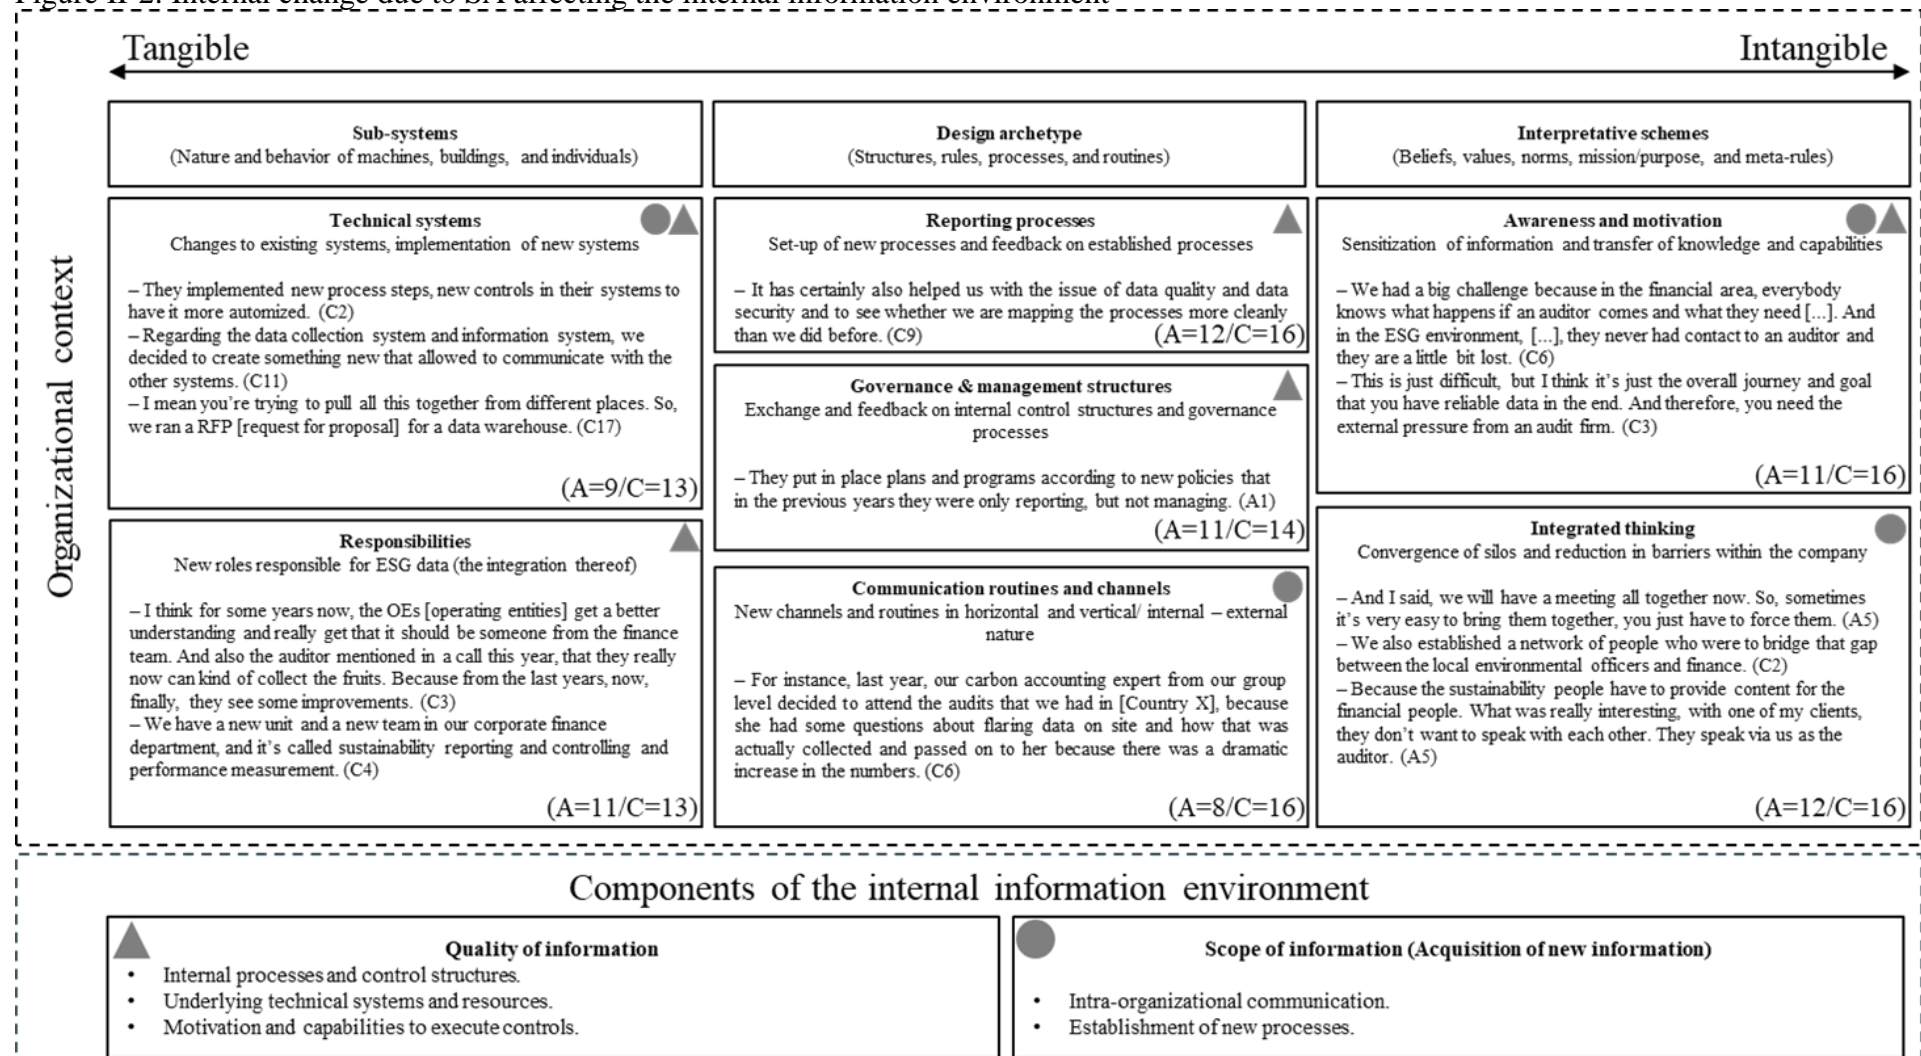 Figure II-2: Internal change due to SA affecting the internal information environment
Tangible
Intangible
Organizational context
Sub-systems
(Nature and behavior of machines, buildings, and individuals)
Technical systems
Changes to existing systems, implementation of new systems
– They implemented new process steps, new controls in their systems to
have it more automized. (C2)
– Regarding the data collection system and information system, we
decided to create something new that allowed to communicate with the
other systems. (C11)
– I mean you're trying to pull all this together from different places. So,
we ran a RFP [request for proposal] for a data warehouse. (C17)
(A=9/C=13)
Responsibilities
New roles responsible for ESG data (the integration thereof)
– I think for some years now, the OEs [operating entities] get a better
understanding and really get that it should be someone from the finance
team. And also the auditor mentioned in a call this year, that they really
now can kind of collect the fruits. Because from the last years, now,
finally, they see some improvements. (C3)
– We have a new unit and a new team in our corporate finance
department, and it's called sustainability reporting and controlling and
performance measurement. (C4)
(A=11/C=13)
Design archetype
(Structures, rules, processes, and routines)
Reporting processes
Set-up of new processes and feedback on established processes
– It has certainly also helped us with the issue of data quality and data
security and to see whether we are mapping the processes more cleanly
than we did before. (C9)
(A=12/C=16)
Governance & management structures
Exchange and feedback on internal control structures and governance
processes
– They put in place plans and programs according to new policies that
in the previous years they were only reporting, but not managing. (A1)
(A=11/C=14)
Communication routines and channels
New channels and routines in horizontal and vertical/ internal – external
nature
– For instance, last year, our carbon accounting expert from our group
level decided to attend the audits that we had in [Country X], because
she had some questions about flaring data on site and how that was
actually collected and passed on to her because there was a dramatic
increase in the numbers. (C6)
(A=8/C=16)
Interpretative schemes
(Beliefs, values, norms, mission/purpose, and meta-rules)
Awareness and motivation
Sensitization of information and transfer of knowledge and capabilities
– We had a big challenge because in the financial area, everybody
knows what happens if an auditor comes and what they need [...]. And
in the ESG environment, [...], they never had contact to an auditor and
they are a little bit lost. (C6)
– This is just difficult, but I think it's just the overall journey and goal
that you have reliable data in the end. And therefore, you need the
external pressure from an audit firm. (C3)
(A=11/C=16)
Integrated thinking
Convergence of silos and reduction in barriers within the company
– And I said, we will have a meeting all together now. So, sometimes
it's very easy to bring them together, you just have to force them. (A5)
– We also established a network of people who were to bridge that gap
between the local environmental officers and finance. (C2)
– Because the sustainability people have to provide content for the
financial people. What was really interesting, with one of my clients,
they don't want to speak with each other. They speak via us as the
auditor. (A5)
(A=12/C=16)
Components of the internal information environment
Quality of information
• Internal processes and control structures.
• Underlying technical systems and resources.
• Motivation and capabilities to execute controls.
Scope of information (Acquisition of new information)
• Intra-organizational communication.
• Establishment of new processes.